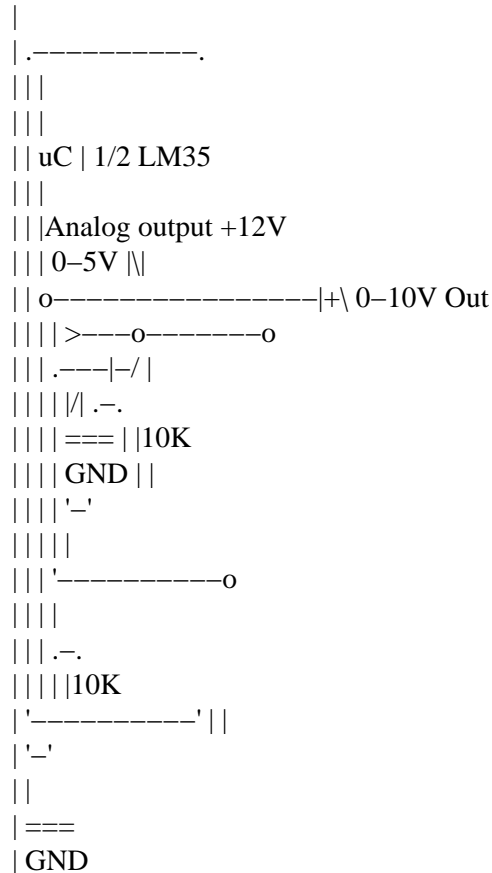 |
| .−−−−−−−−−−.
| | |
| | |
| | uC | 1/2 LM35
| | |
| | |Analog output +12V
| | | 0−5V |\|
| | o−−−−−−−−−−−−−−−−|+\ 0−10V Out
| | | | >−−−o−−−−−−−o
| | | .−−−|−/ |
| | | | |/| .−.
| | | | === | |10K
| | | | GND | |
| | | | '−'
| | | | |
| | | '−−−−−−−−−−o
| | | |
| | | .−.
| | | | |10K
| '−−−−−−−−−−' | |
| '−'
| |
| ===
| GND